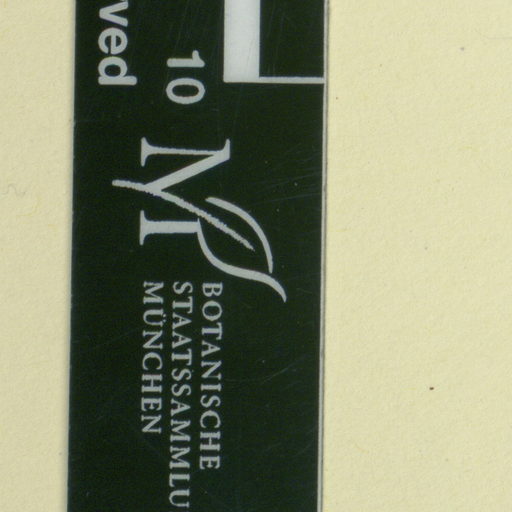 ved
10
BOTANISCHE
STAATSSAMMLU
MÜNCHEN